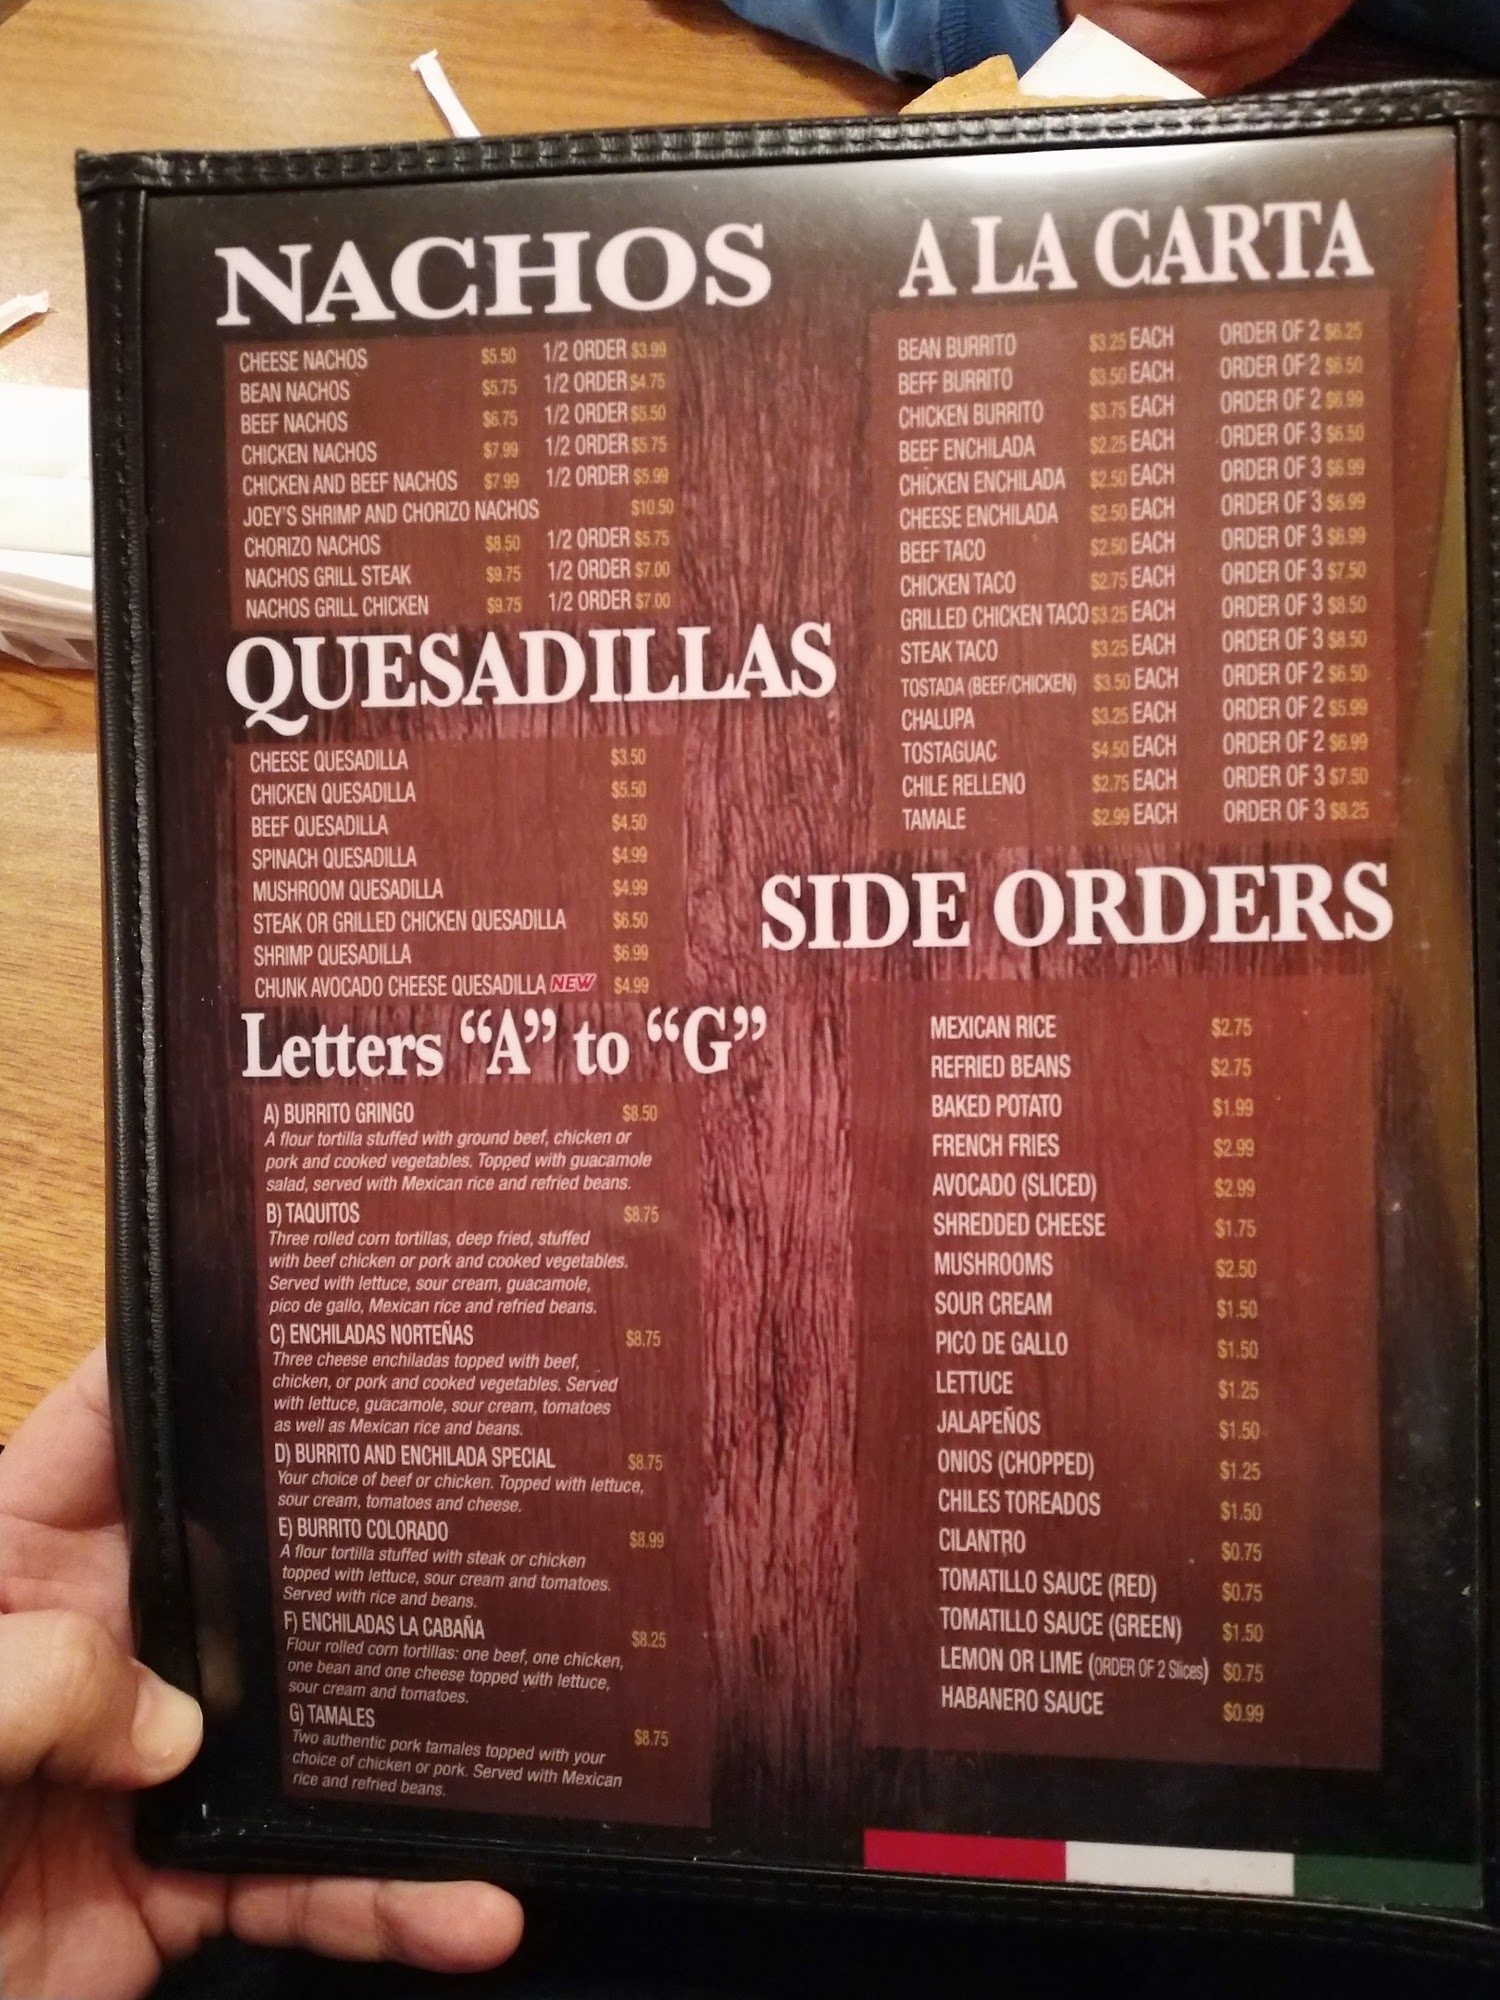 NACHOS
CHEESE NACHOS $5.50 1/2 ORDER $3.99
BEAN NACHOS $5.75 1/2 ORDER $4.75
BEEF NACHOS $6.75 1/2 ORDER $5.50
CHICKEN NACHOS $7.99 1/2 ORDER $5.75
CHICKEN AND BEEF NACHOS $7.99 1/2 ORDER $5.99
JOEY'S SHRIMP AND CHORIZO NACHOS $10.50
CHORIZO NACHOS $8.50 1/2 ORDER $5.75
NACHOS GRILL STEAK $9.75 1/2 ORDER $7.00
NACHOS GRILL CHICKEN $9.75 1/2 ORDER $7.00
QUESADILLAS
CHEESE QUESADILLA $3.50
CHICKEN QUESADILLA $5.50
BEEF QUESADILLA $4.50
SPINACH QUESADILLA $4.99
MUSHROOM QUESADILLA $4.99
STEAK OR GRILLED CHICKEN QUESADILLA $6.50
SHRIMP QUESADILLA $6.99
CHUNK AVOCADO CHEESE QUESADILLA NEW $4.99
Letters “A” to “G”
A) BURRITO GRINGO $8.50
A flour tortilla stuffed with ground beef, chicken or
pork and cooked vegetables. Topped with guacamole
salad, served with Mexican rice and refried beans.
B) TAQUITOS $8.75
Three rolled corn tortillas, deep fried, stuffed
with beef chicken or pork and cooked vegetables.
Served with lettuce, sour cream, guacamole,
pico de gallo, Mexican rice and refried beans.
C) ENCHILADAS NORTEÑAS $8.75
Three cheese enchiladas topped with beef,
chicken, or pork and cooked vegetables. Served
with lettuce, guacamole, sour cream, tomatoes
as well as Mexican rice and beans.
D) BURRITO AND ENCHILADA SPECIAL $8.75
Your choice of beef or chicken. Topped with lettuce,
sour cream, tomatoes and cheese.
E) BURRITO COLORADO $8.99
A flour tortilla stuffed with steak or chicken
topped with lettuce, sour cream and tomatoes.
Served with rice and beans.
F) ENCHILADAS LA CABAÑA $8.25
Flour rolled corn tortillas: one beef, one chicken,
one bean and one cheese topped with lettuce,
sour cream and tomatoes.
G) TAMALES $8.75
Two authentic pork tamales topped with your
choice of chicken or pork. Served with Mexican
rice and refried beans.
A LA CARTA
BEAN BURRITO $3.25 EACH ORDER OF 2 $6.25
BEFF BURRITO $3.50 EACH ORDER OF 2 $6.50
CHICKEN BURRITO $3.75 EACH ORDER OF 2 $6.99
BEEF ENCHILADA $2.25 EACH ORDER OF 3 $6.50
CHICKEN ENCHILADA $2.50 EACH ORDER OF 3 $6.99
CHEESE ENCHILADA $2.50 EACH ORDER OF 3 $6.99
BEEF TACO $2.50 EACH ORDER OF 3 $6.99
CHICKEN TACO $2.75 EACH ORDER OF 3 $7.50
GRILLED CHICKEN TACO $3.25 EACH ORDER OF 3 $8.50
STEAK TACO $3.25 EACH ORDER OF 3 $8.50
TOSTADA (BEEF/CHICKEN) $3.50 EACH ORDER OF 2 $6.50
CHALUPA $3.25 EACH ORDER OF 2 $5.99
TOSTAGUAC $4.50 EACH ORDER OF 2 $6.99
CHILE RELLENO $2.75 EACH ORDER OF 3 $7.50
TAMALE $2.99 EACH ORDER OF 3 $8.25
SIDE ORDERS
MEXICAN RICE $2.75
REFRIED BEANS $2.75
BAKED POTATO $1.99
FRENCH FRIES $2.99
AVOCADO (SLICED) $2.99
SHREDDED CHEESE $1.75
MUSHROOMS $2.50
SOUR CREAM $1.50
PICO DE GALLO $1.50
LETTUCE $1.25
JALAPEÑOS $1.50
ONIOS (CHOPPED) $1.25
CHILES TOREADOS $1.50
CILANTRO $0.75
TOMATILLO SAUCE (RED) $0.75
TOMATILLO SAUCE (GREEN) $1.50
LEMON OR LIME (ORDER OF 2 Slices) $0.75
HABANERO SAUCE $0.99